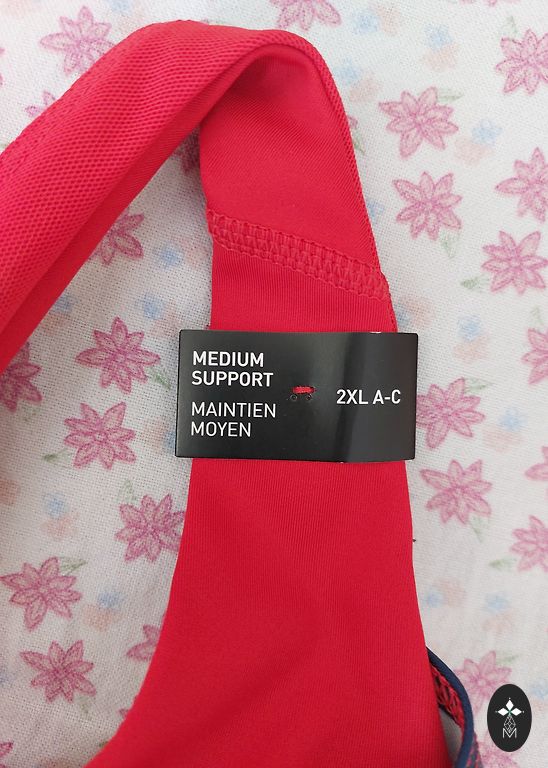 MEDIUM
SUPPORT
MAINTIEN
MOYEN
2XL A-C
M